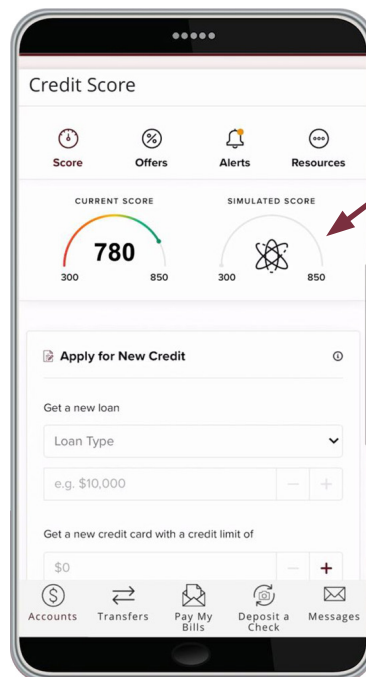 Credit Score
Score Offers Alerts Resources
CURRENT SCORE SIMULATED SCORE
780
300 850 300 850
Apply for New Credit
Get a new loan
Loan Type
e.g. $10,000
Get a new credit card with a credit limit of
$0
Accounts Transfers Pay My Bills Deposit a Check Messages